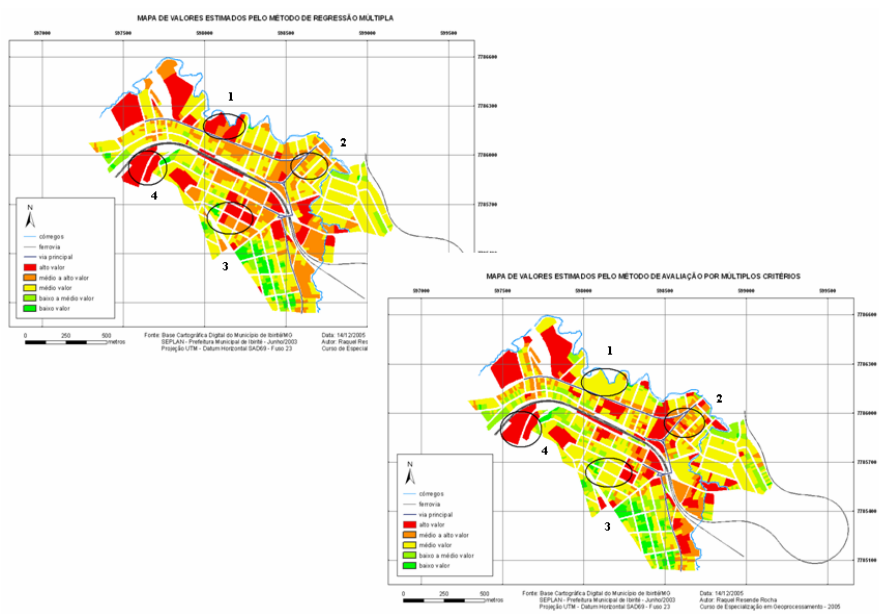 MAPA DE VALORES ESTIMADOS PELO MÉTODO DE REGRESSÃO MÚLTIPLA
597000 597500 598000 598500 599000
7786600
7786300
7786000
7785700
1
2
4
3
N
córregos
ferrovia
via principal
alto valor
médio a alto valor
médio valor
baixo a médio valor
baixo valor
0 250 500
metros
Fonte: Base Cartográfica Digital do Município de Ibirité/MG
SEPLAN - Prefeitura Municipal de Ibirité - Junho/2003
Projeção UTM - Datum Horizontal SAD69 - Fuso 23
Data: 14/12/2005
Autor: Raquel Res
Curso de Especial
MAPA DE VALORES ESTIMADOS PELO MÉTODO DE AVALIAÇÃO POR MÚLTIPLOS CRITÉRIOS
597000 597500 598000 598500 599000 599500
7786600
7786300
7786000
7785700
7785400
7785100
1
2
4
3
N
córregos
ferrovia
via principal
alto valor
médio a alto valor
médio valor
baixo a médio valor
baixo valor
0 250 500
metros
Fonte: Base Cartográfica Digital do Município de Ibirité/MG
SEPLAN - Prefeitura Municipal de Ibirité - Junho/2003
Projeção UTM - Datum Horizontal SAD69 - Fuso 23
Data: 14/12/2005
Autor: Raquel Resende Rocha
Curso de Especialização em Geoprocessamento - 2005